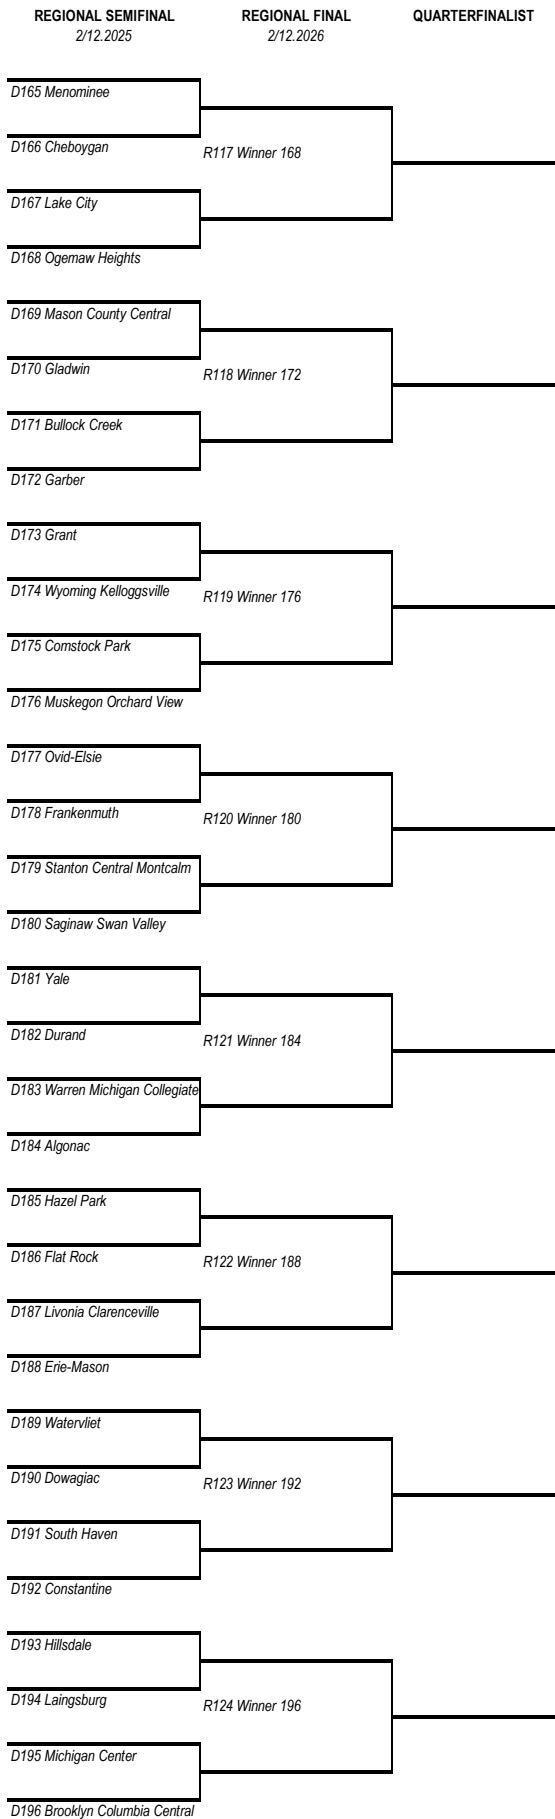 REGIONAL SEMIFINAL REGIONAL FINAL QUARTERFINALIST
2/12.2025 2/12.2026
D165 Menominee
D166 Cheboygan
R117 Winner 168
D167 Lake City
D168 Ogemaw Heights
D169 Mason County Central
D170 Gladwin
R118 Winner 172
D171 Bullock Creek
D172 Garber
D173 Grant
D174 Wyoming Kelloggsville
R119 Winner 176
D175 Comstock Park
D176 Muskegon Orchard View
D177 Ovid-Elsie
D178 Frankenmuth
R120 Winner 180
D179 Stanton Central Montcalm
D180 Saginaw Swan Valley
D181 Yale
D182 Durand
R121 Winner 184
D183 Warren Michigan Collegiate
D184 Algonac
D185 Hazel Park
D186 Flat Rock
R122 Winner 188
D187 Livonia Clarenceville
D188 Erie-Mason
D189 Watervliet
D190 Dowagiac
R123 Winner 192
D191 South Haven
D192 Constantine
D193 Hillsdale
D194 Laingsburg
R124 Winner 196
D195 Michigan Center
D196 Brooklyn Columbia Central